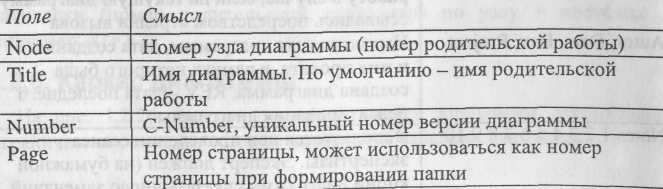 Поле Смысл
Node Номер узла диаграммы (номер родительской работы)
Title Имя диаграммы. По умолчанию – имя родительской
работы
Number C-Number, уникальный номер версии диаграммы
Page Номер страницы, может использоваться как номер
страницы при формировании папки